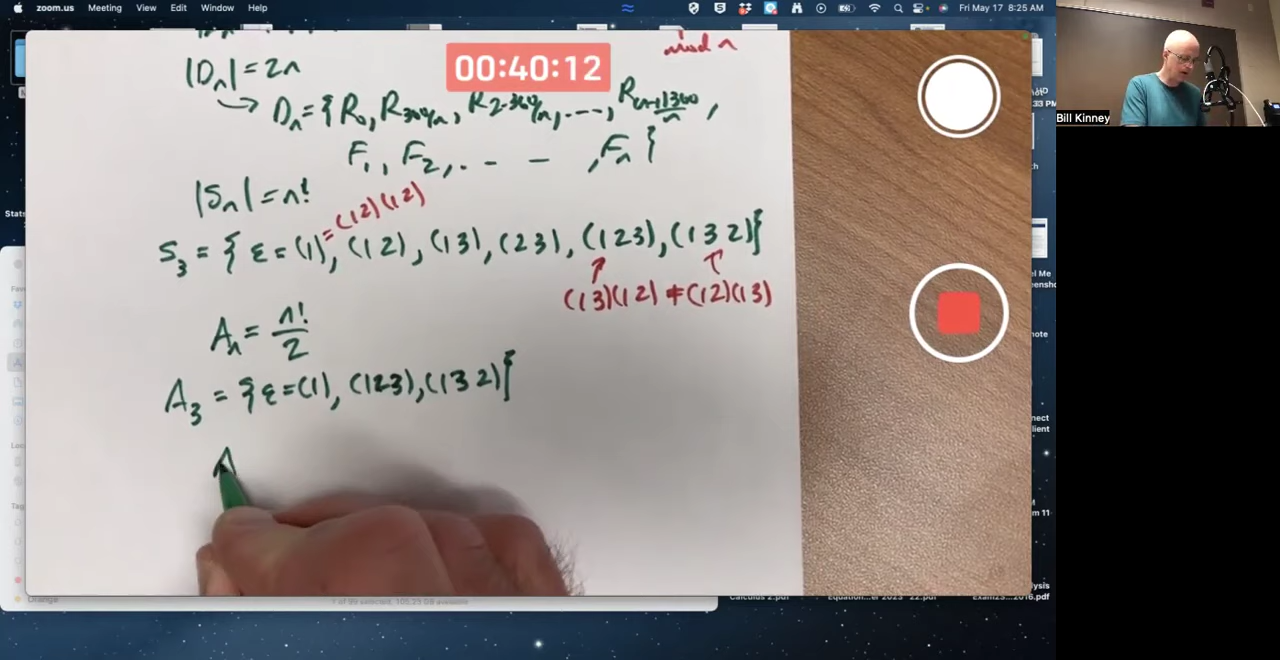 zoom.us Meeting View Edit Window Help Fri May 17 8:25 AM
00:40:12
mod n
|Dₙ| = 2n
Dₙ = {R₀, R₃₆₀/ₙ, R₂·₃₆₀/ₙ, ...., R₍ₙ₋₁₎₃₆₀/ₙ,
F₁, F₂, . - - , Fₙ}
|Sₙ| = n!
= (12)(12)
S₃ = { ε = (1), (12), (13), (23), (123), (132)}
(13)(12) ≠ (12)(13)
Aₙ = n!/2
A₃ = {ε = (1), (123), (132)}
A
Bill Kinney